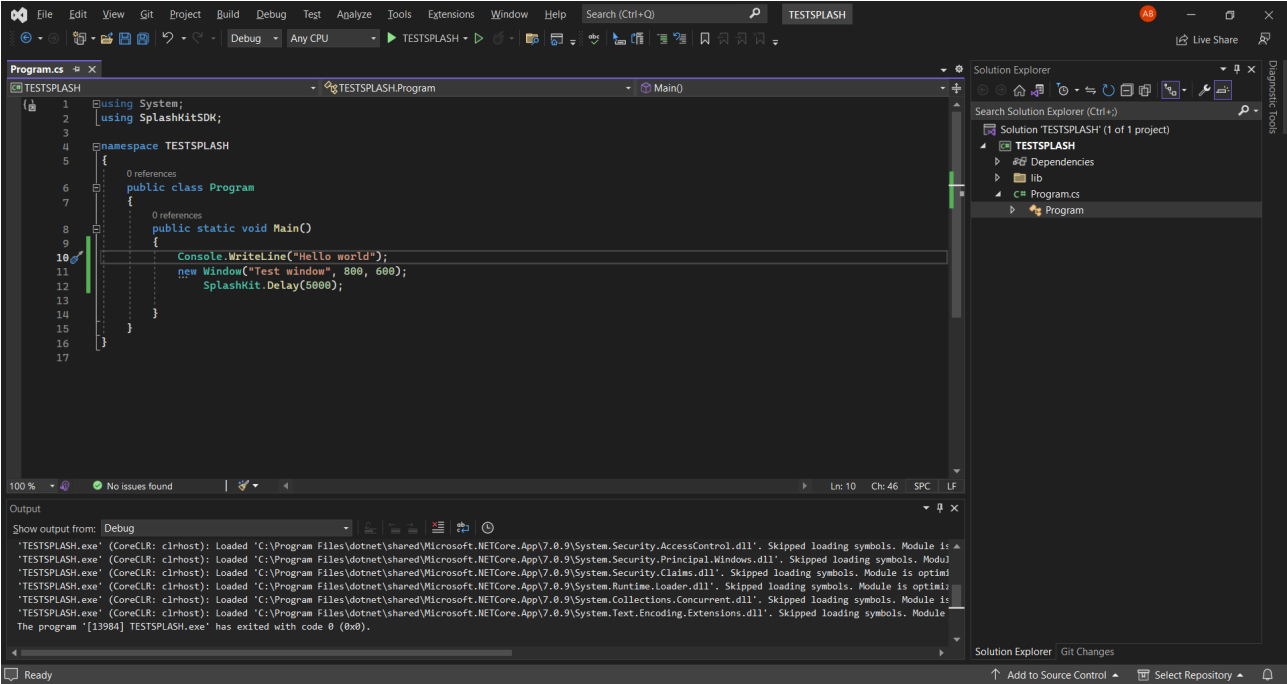 File Edit View Git Project Build Debug Test Analyze Tools Extensions Window Help Search (Ctrl+Q) TESTSPLASH AB
Debug Any CPU TESTSPLASH Live Share
Program.cs
TESTSPLASH TESTSPLASH.Program Main()
1 using System;
2 using SplashKitSDK;
3
4 namespace TESTSPLASH
5 {
0 references
6 public class Program
7 {
0 references
8 public static void Main()
9 {
10 Console.WriteLine("Hello world");
11 new Window("Test window", 800, 600);
12 SplashKit.Delay(5000);
13
14 }
15 }
16 }
17
100 % No issues found Ln: 10 Ch: 46 SPC LF
Output
Show output from: Debug
'TESTSPLASH.exe' (CoreCLR: clrhost): Loaded 'C:\Program Files\dotnet\shared\Microsoft.NETCore.App\7.0.9\System.Security.AccessControl.dll'. Skipped loading symbols. Module is
'TESTSPLASH.exe' (CoreCLR: clrhost): Loaded 'C:\Program Files\dotnet\shared\Microsoft.NETCore.App\7.0.9\System.Security.Principal.Windows.dll'. Skipped loading symbols. Modul
'TESTSPLASH.exe' (CoreCLR: clrhost): Loaded 'C:\Program Files\dotnet\shared\Microsoft.NETCore.App\7.0.9\System.Security.Claims.dll'. Skipped loading symbols. Module is optimi
'TESTSPLASH.exe' (CoreCLR: clrhost): Loaded 'C:\Program Files\dotnet\shared\Microsoft.NETCore.App\7.0.9\System.Runtime.Loader.dll'. Skipped loading symbols. Module is optimiz
'TESTSPLASH.exe' (CoreCLR: clrhost): Loaded 'C:\Program Files\dotnet\shared\Microsoft.NETCore.App\7.0.9\System.Collections.Concurrent.dll'. Skipped loading symbols. Module is
'TESTSPLASH.exe' (CoreCLR: clrhost): Loaded 'C:\Program Files\dotnet\shared\Microsoft.NETCore.App\7.0.9\System.Text.Encoding.Extensions.dll'. Skipped loading symbols. Module
The program '[13984] TESTSPLASH.exe' has exited with code 0 (0x0).
Solution Explorer
Search Solution Explorer (Ctrl+;)
Solution 'TESTSPLASH' (1 of 1 project)
C# TESTSPLASH
Dependencies
lib
C# Program.cs
Program
Solution Explorer Git Changes
Diagnostic Tools
Ready Add to Source Control Select Repository